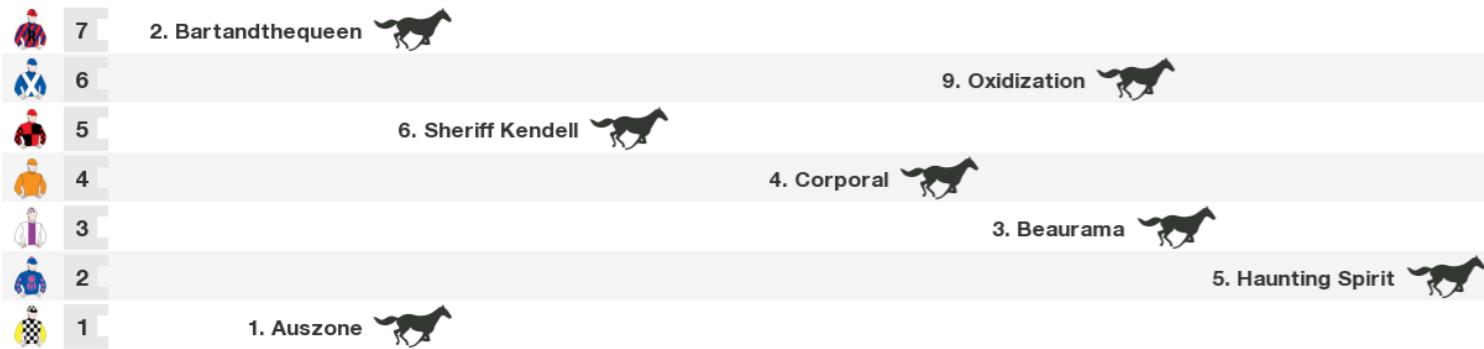 7 2. Bartandthequeen
6 9. Oxidization
5 6. Sheriff Kendell
4 4. Corporal
3 3. Beaurama
2 5. Haunting Spirit
1 1. Auszone